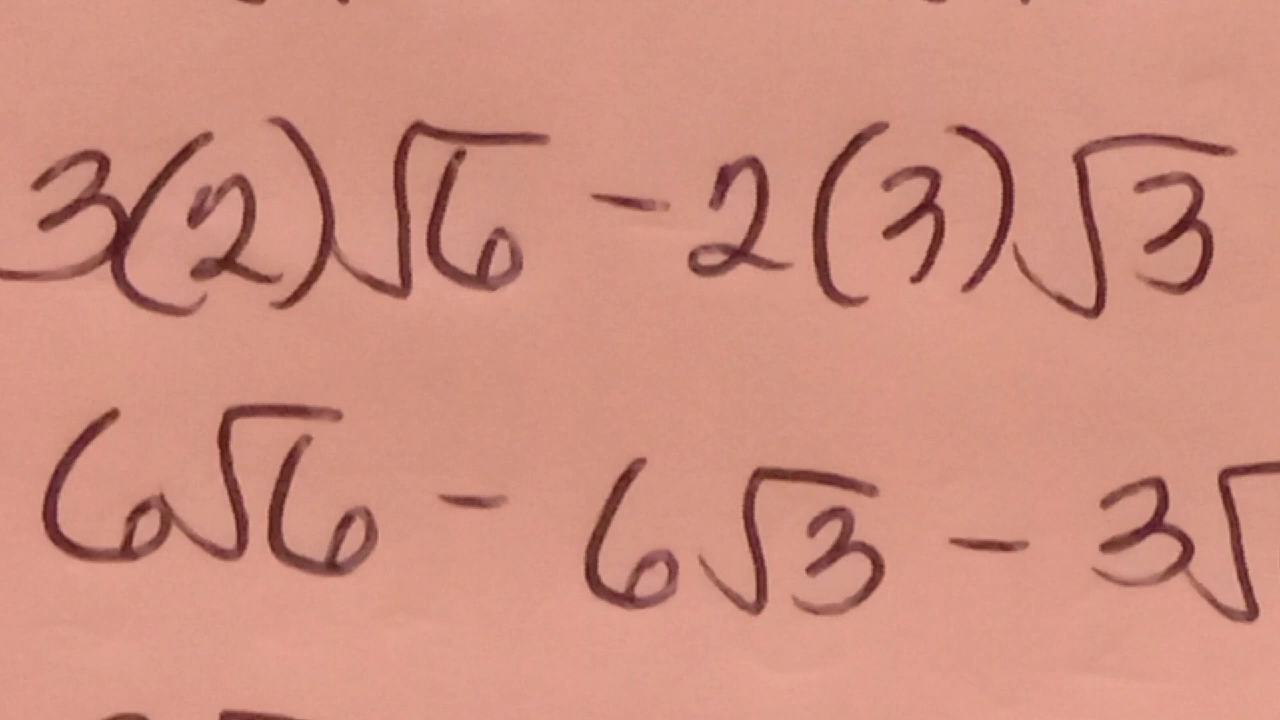 3(2)√6 - 2(3)√3
6√6 - 6√3 - 3√